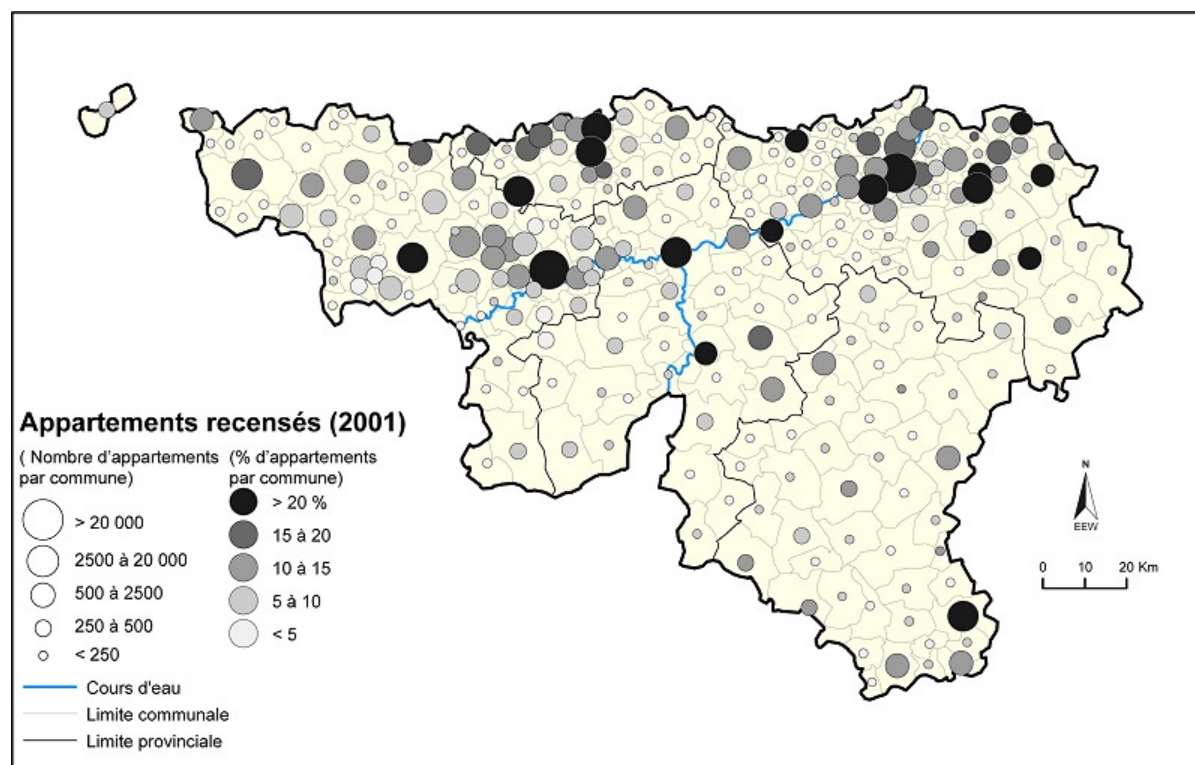 Appartements recensés (2001)
( Nombre d'appartements par commune)
(% d'appartements par commune)
> 20 000
2500 à 20 000
500 à 2500
250 à 500
< 250
> 20 %
15 à 20
10 à 15
5 à 10
< 5
Cours d'eau
Limite communale
Limite provinciale
N
EEW
0 10 20 Km